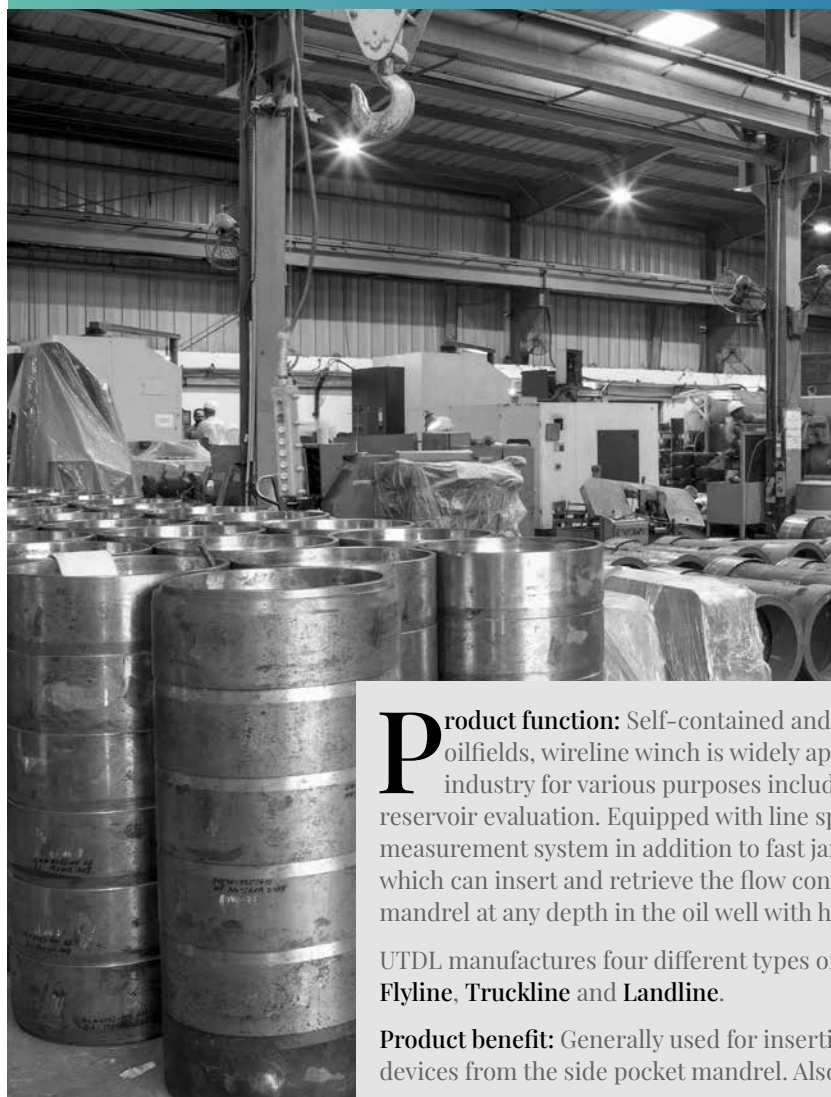 Product function: Self-contained and
oilfields, wireline winch is widely ap
industry for various purposes includ
reservoir evaluation. Equipped with line sp
measurement system in addition to fast jar
which can insert and retrieve the flow con
mandrel at any depth in the oil well with h
UTDL manufactures four different types o
Flyline, Truckline and Landline.
Product benefit: Generally used for inserti
devices from the side pocket mandrel. Also